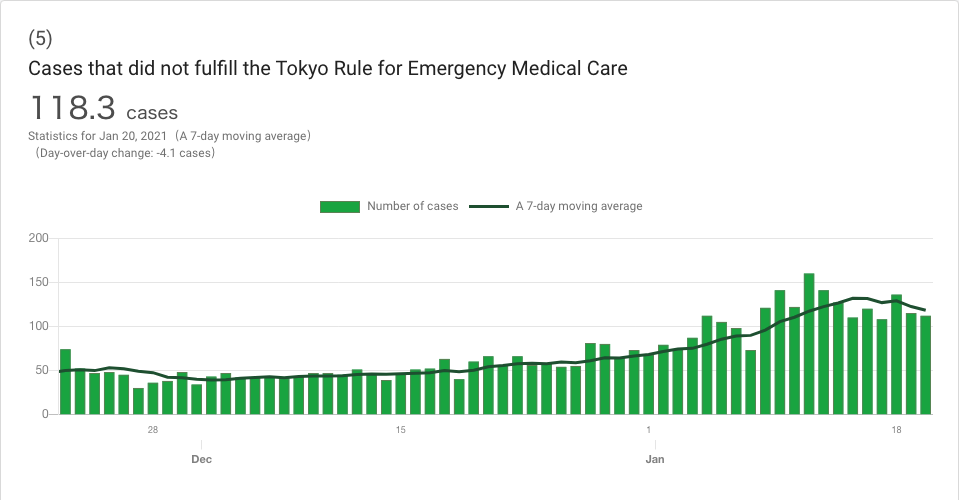 (5)
Cases that did not fulfill the Tokyo Rule for Emergency Medical Care
118.3 cases
Statistics for Jan 20, 2021（A 7-day moving average）
（Day-over-day change: -4.1 cases）
Number of cases A 7-day moving average
200
150
100
50
0
28 15 1 18
Dec Jan